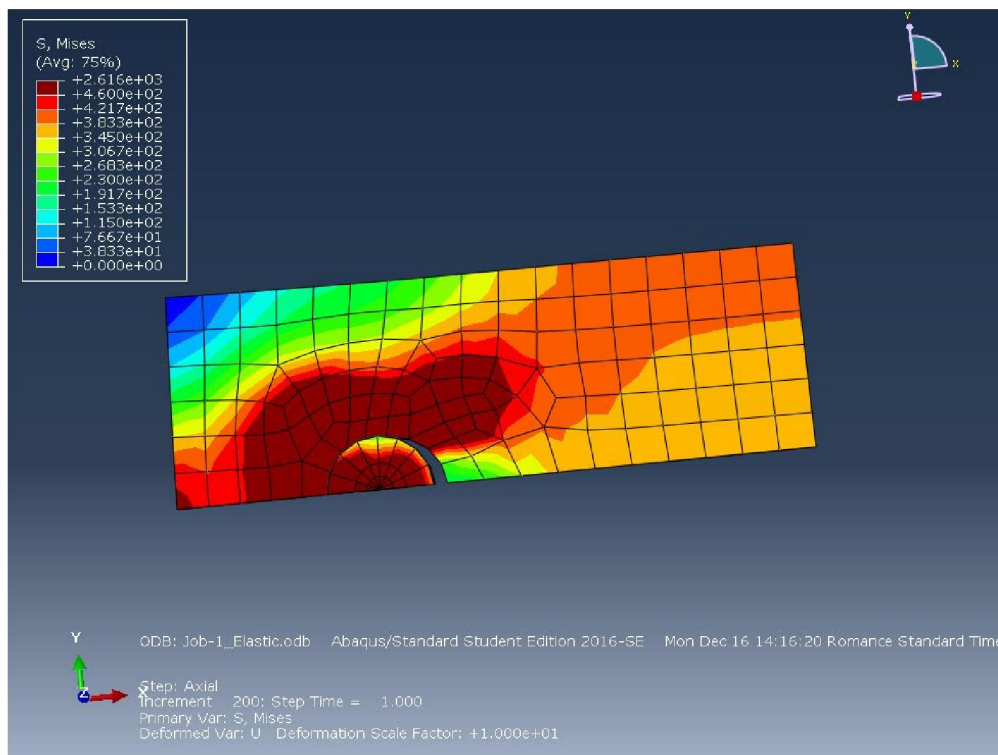 S, Mises
(Avg: 75%)
+2.616e+03
+4.600e+02
+4.217e+02
+3.833e+02
+3.450e+02
+3.067e+02
+2.683e+02
+2.300e+02
+1.917e+02
+1.533e+02
+1.150e+02
+7.667e+01
+3.833e+01
+0.000e+00
Y
X
Y
X
Z
ODB: Job-1_Elastic.odb Abaqus/Standard Student Edition 2016-SE Mon Dec 16 14:16:20 Romance Standard Time
Step: Axial
Increment 200: Step Time = 1.000
Primary Var: S, Mises
Deformed Var: U Deformation Scale Factor: +1.000e+01